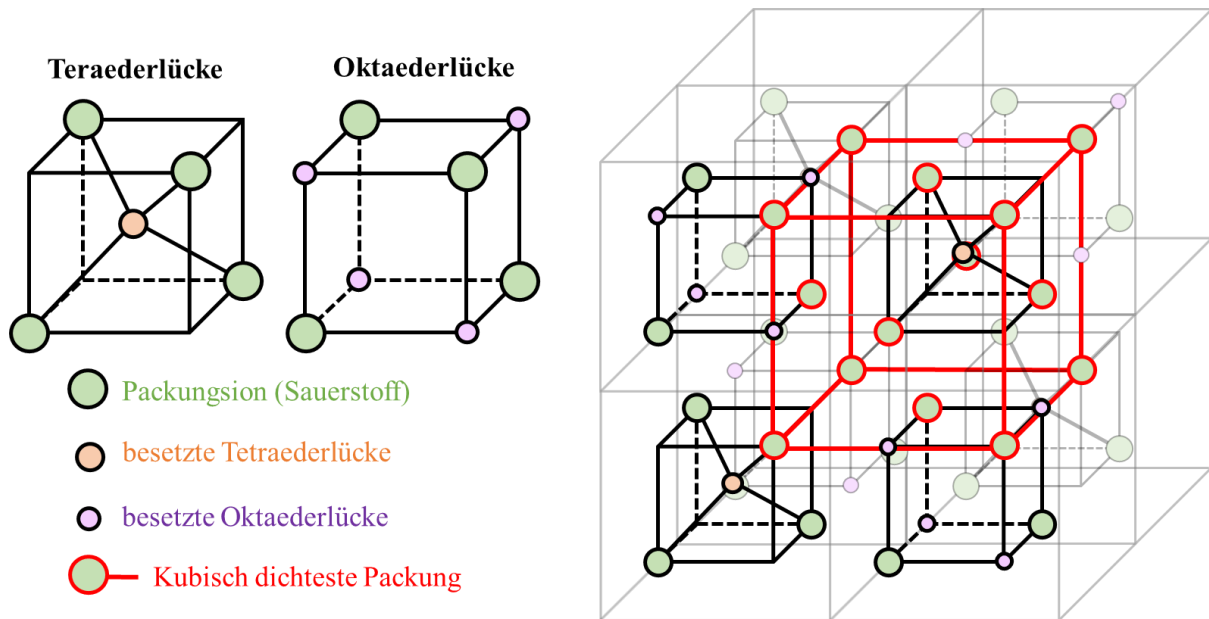 Teraederlücke
Oktaederlücke
Packungsion (Sauerstoff)
besetzte Tetraederlücke
besetzte Oktaederlücke
Kubisch dichteste Packung